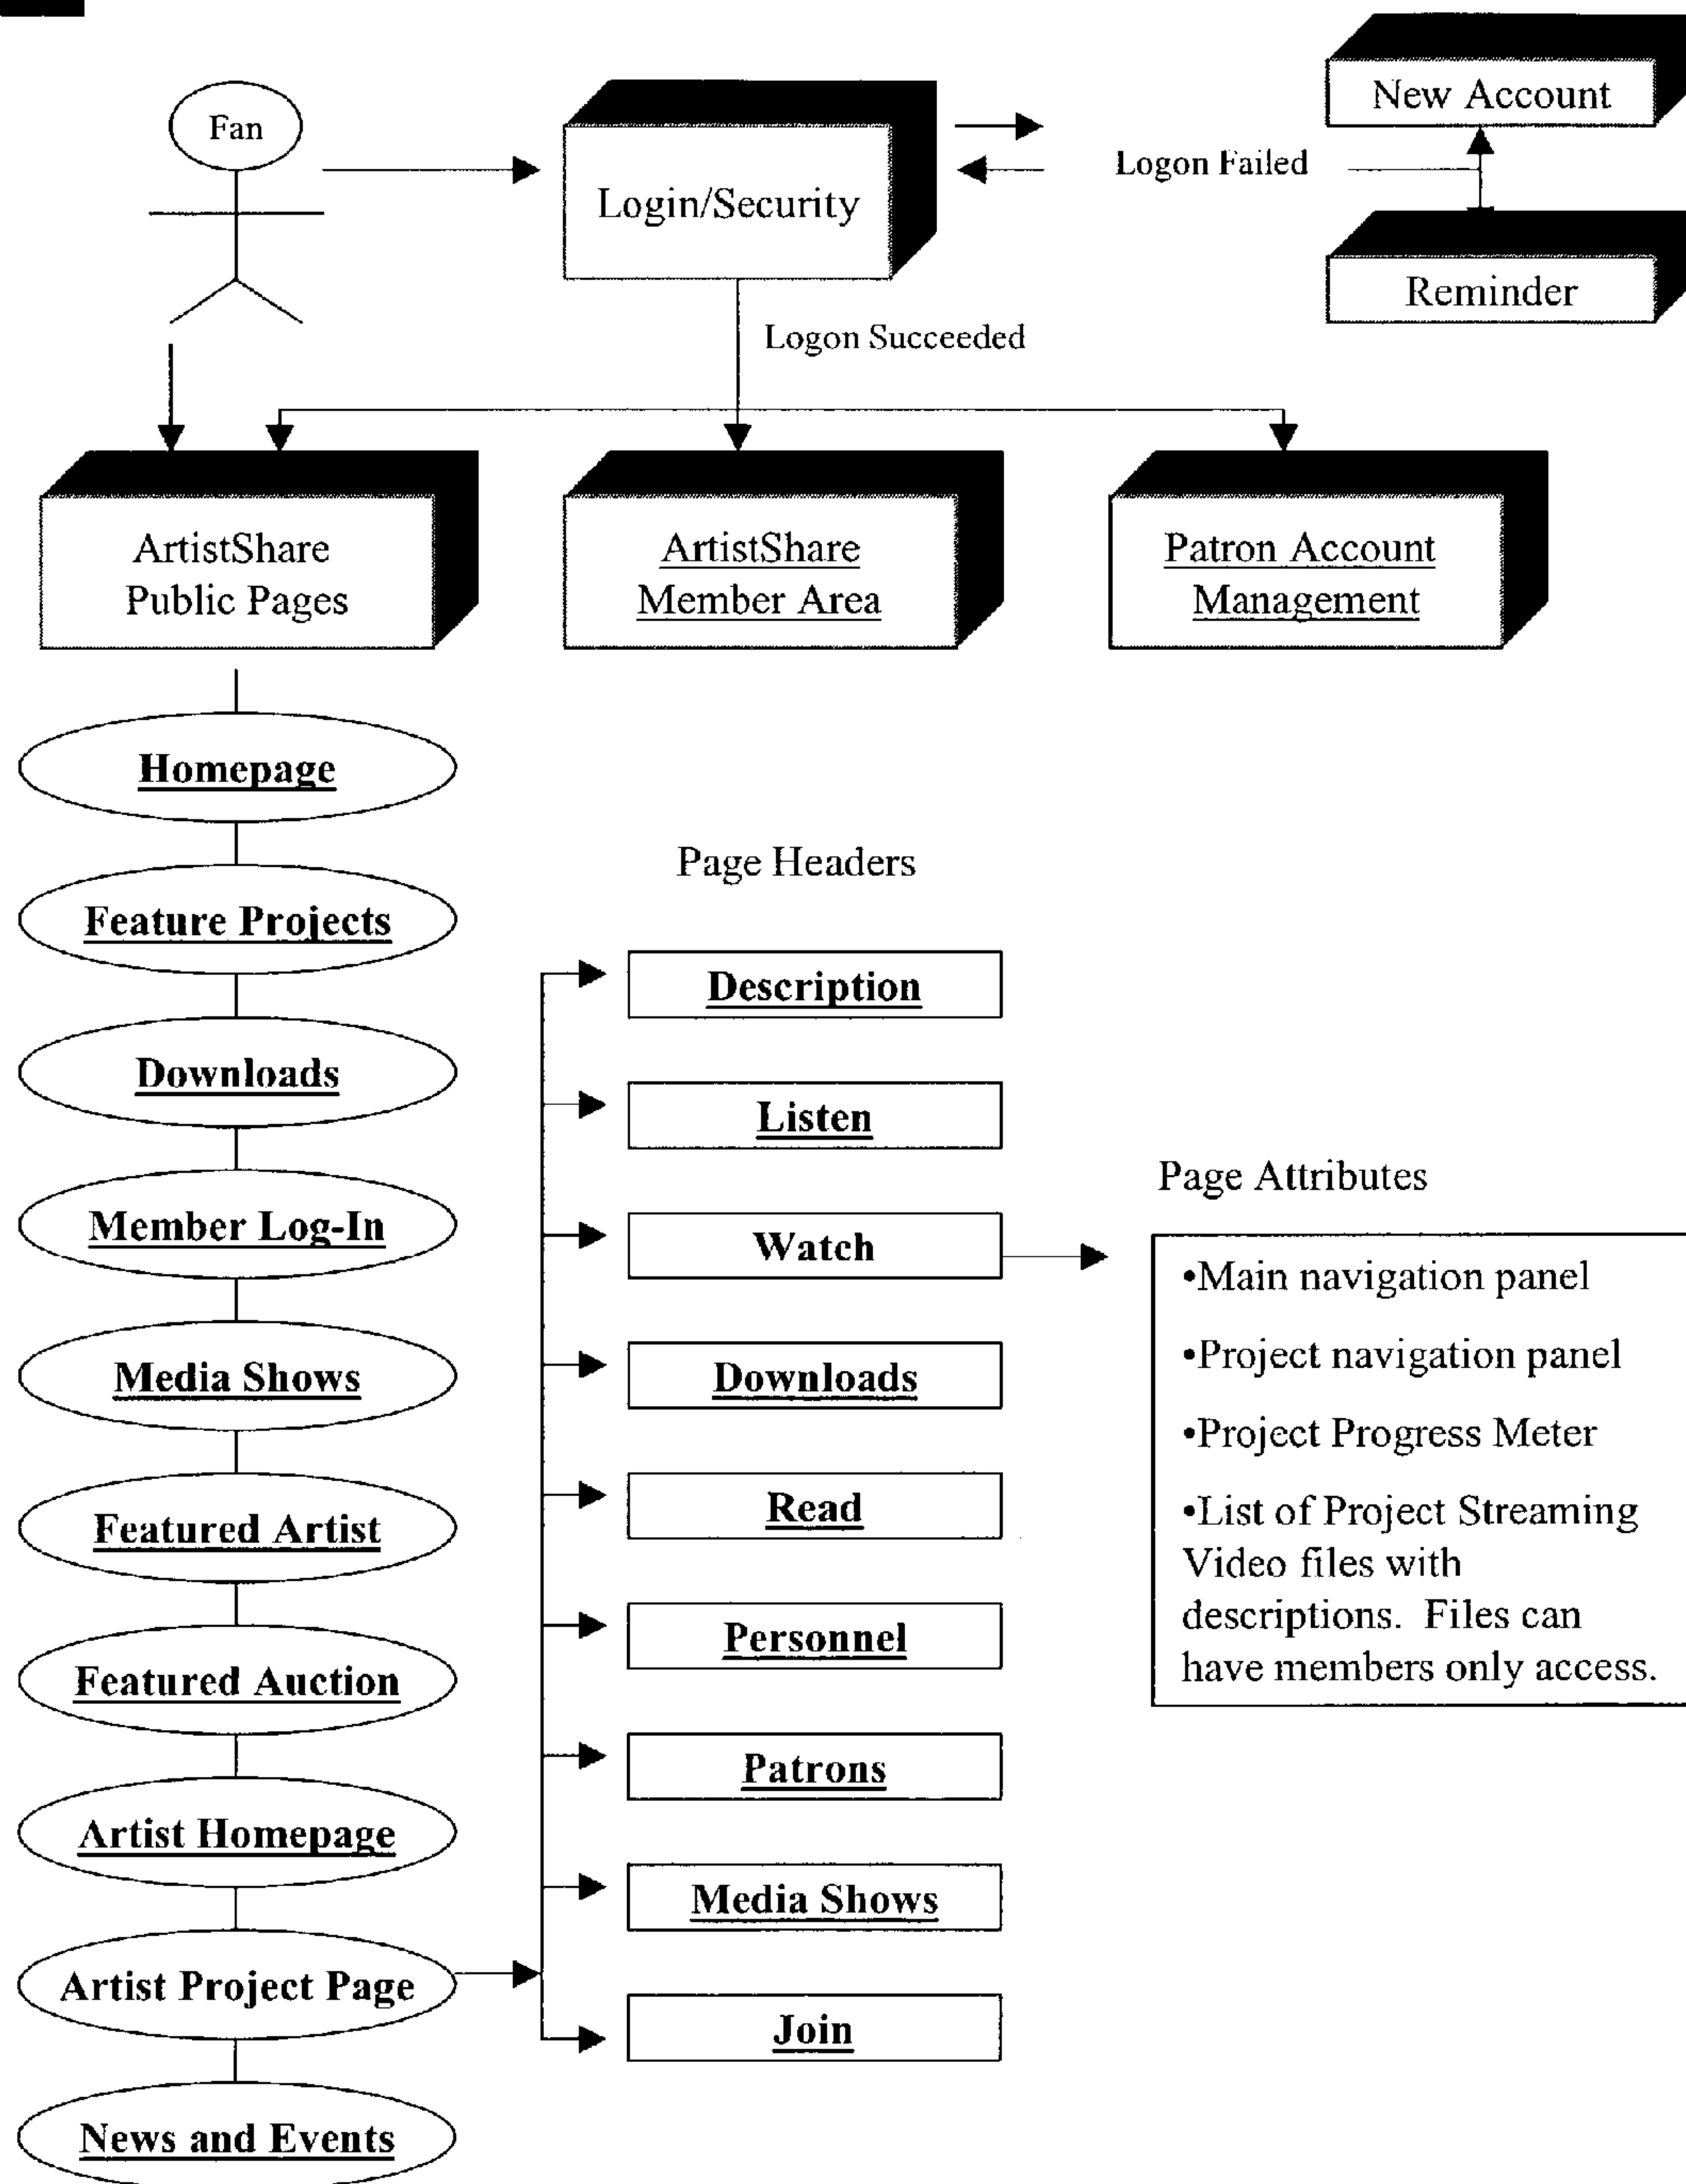 Fan
Login/Security
New Account
Logon Failed
Reminder
Logon Succeeded
ArtistShare
Public Pages
ArtistShare
Member Area
Patron Account
Management
Homepage
Feature Projects
Downloads
Member Log-In
Media Shows
Featured Artist
Featured Auction
Artist Homepage
Artist Project Page
News and Events
Page Headers
Description
Listen
Watch
Downloads
Read
Personnel
Patrons
Media Shows
Join
Page Attributes
•Main navigation panel
•Project navigation panel
•Project Progress Meter
•List of Project Streaming
Video files with
descriptions. Files can
have members only access.